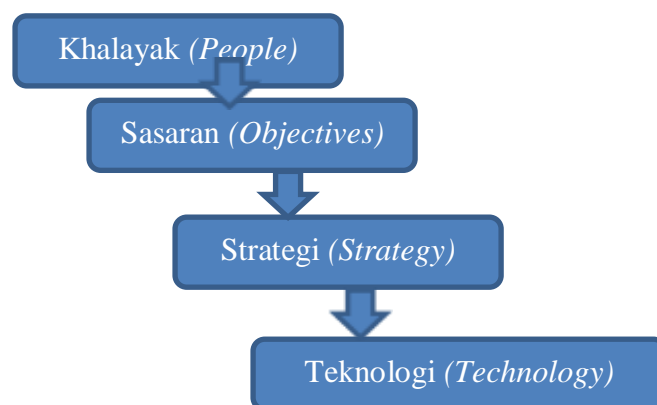 Khalayak (People)
Sasaran (Objectives)
Strategi (Strategy)
Teknologi (Technology)